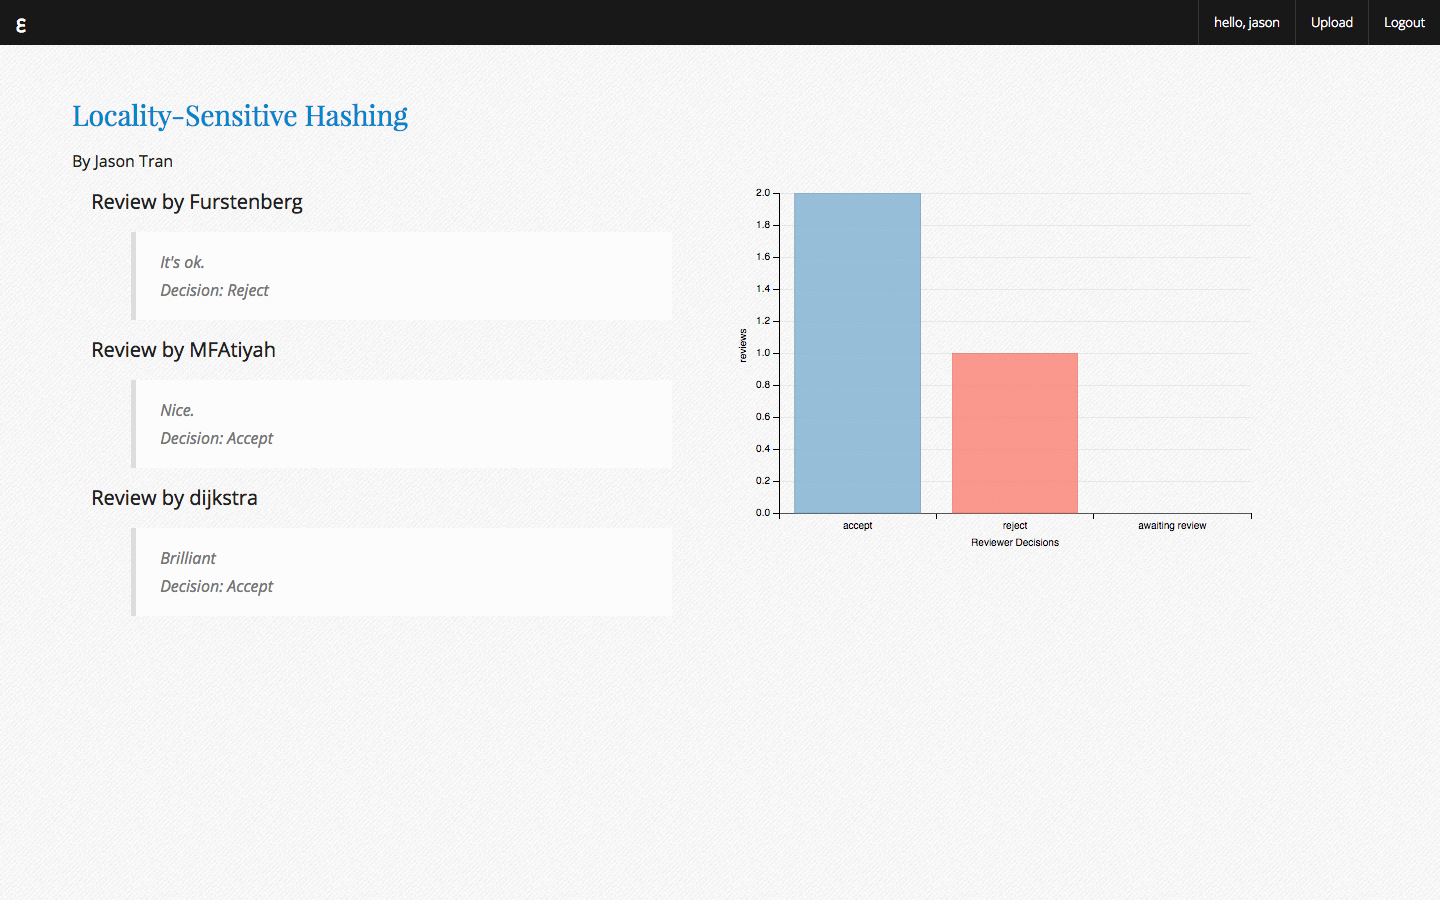 ε
hello, jason
Upload
Logout
Locality-Sensitive Hashing
By Jason Tran
Review by Furstenberg
It's ok.
Decision: Reject
Review by MFAtiyah
Nice.
Decision: Accept
Review by dijkstra
Brilliant
Decision: Accept
reviews
2.0
1.8
1.6
1.4
1.2
1.0
0.8
0.6
0.4
0.2
0.0
accept
reject
awaiting review
Reviewer Decisions